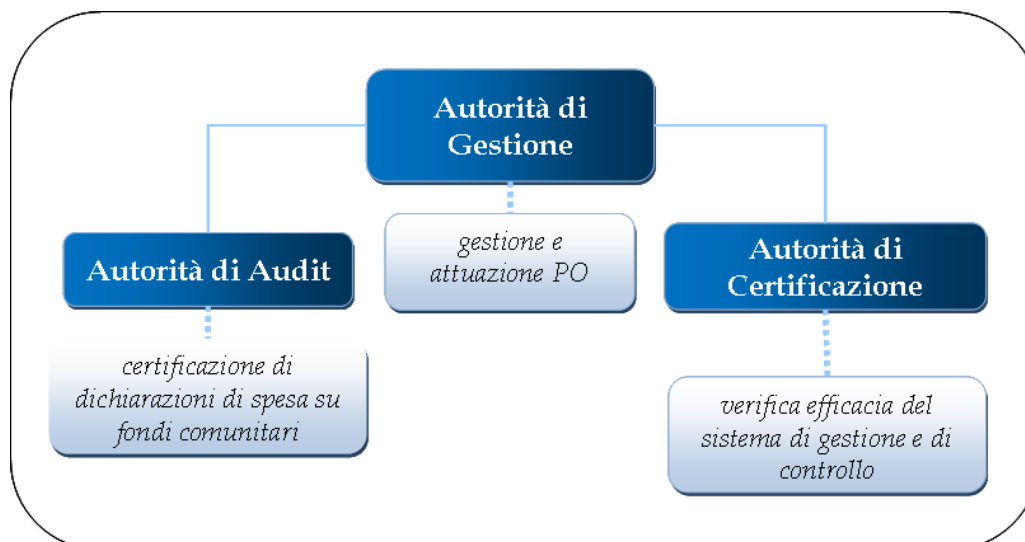 Autorità di
Gestione
gestione e
attuazione PO
Autorità di Audit
certificazione di
dichiarazioni di spesa su
fondi comunitari
Autorità di
Certificazione
verifica efficacia del
sistema di gestione e di
controllo